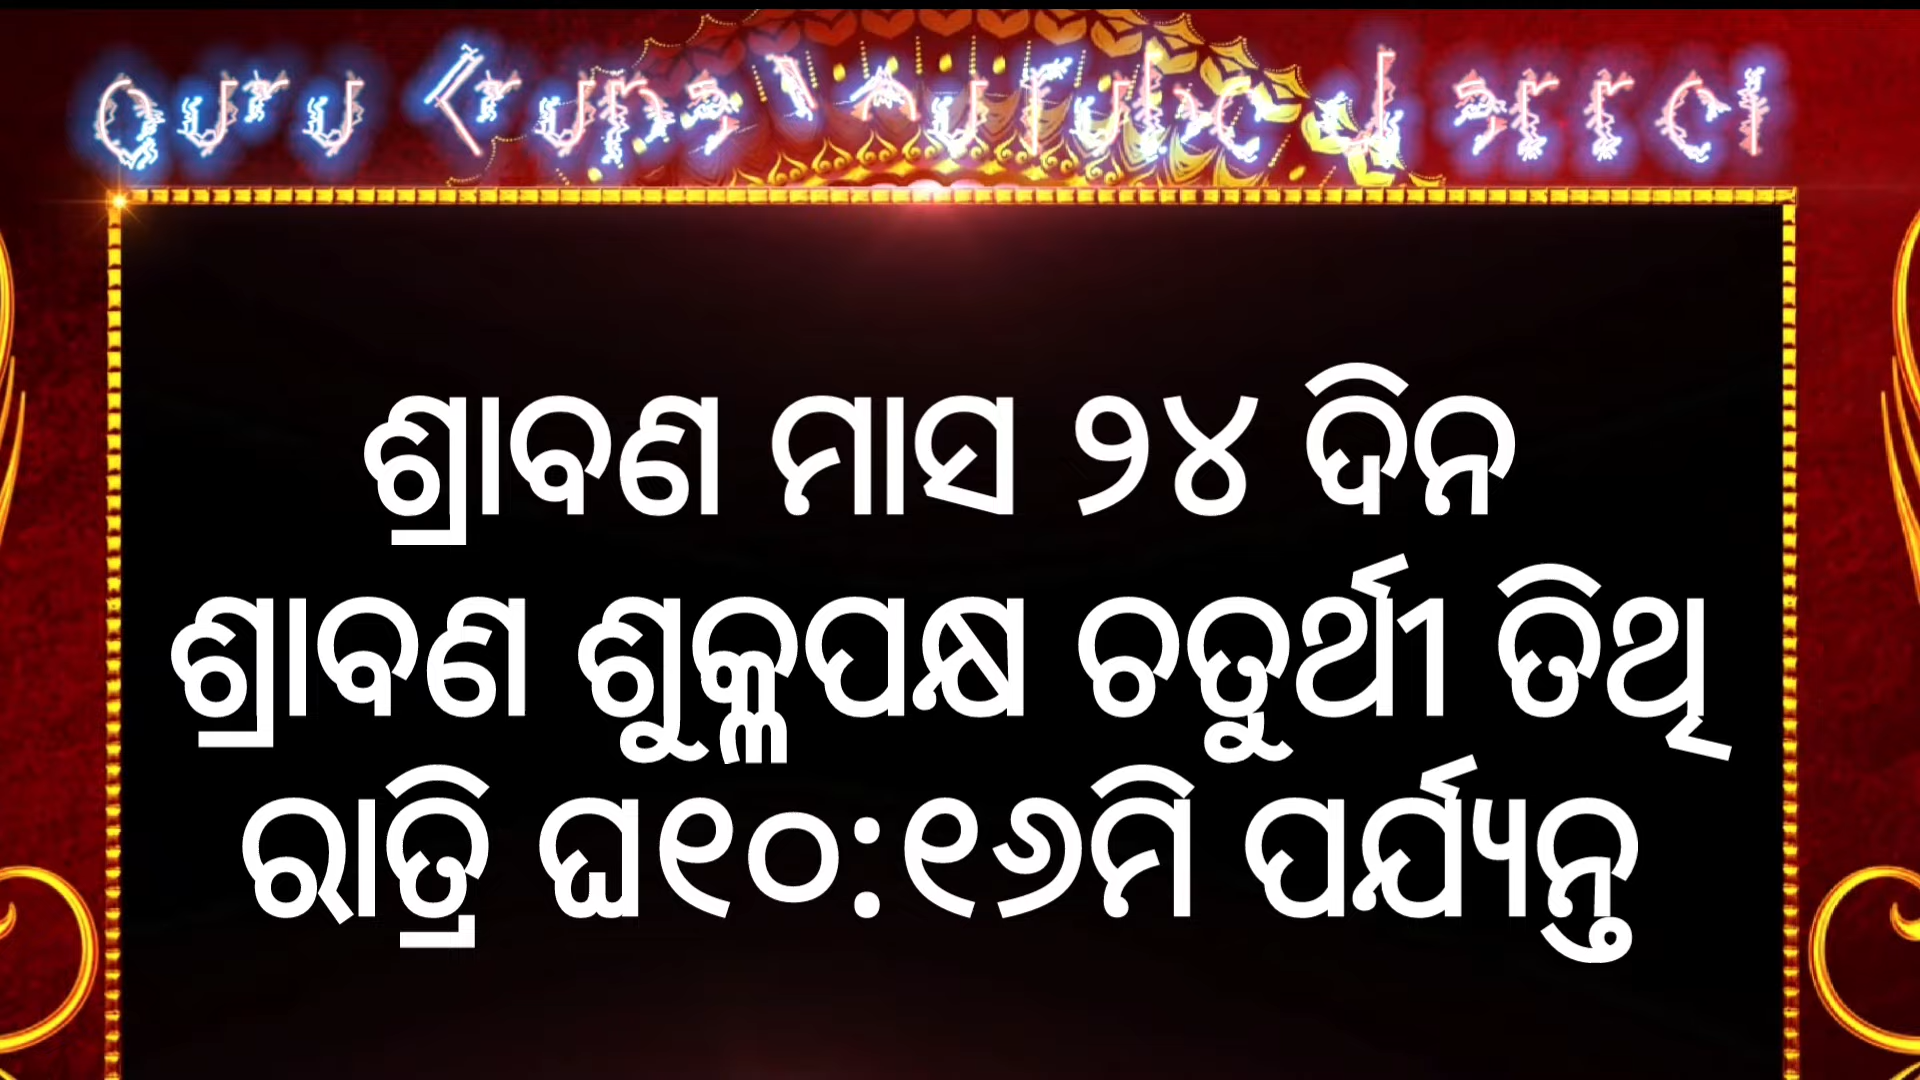 ଶ୍ରାବଣ ମାସ ୨୪ ଦିନ
ଶ୍ରାବଣ ଶୁକ୍ଳପକ୍ଷ ଚତୁର୍ଥୀ ତିଥି
ରାତ୍ରି ଘ୧୦:୧୬ମି ପର୍ଯ୍ୟନ୍ତ